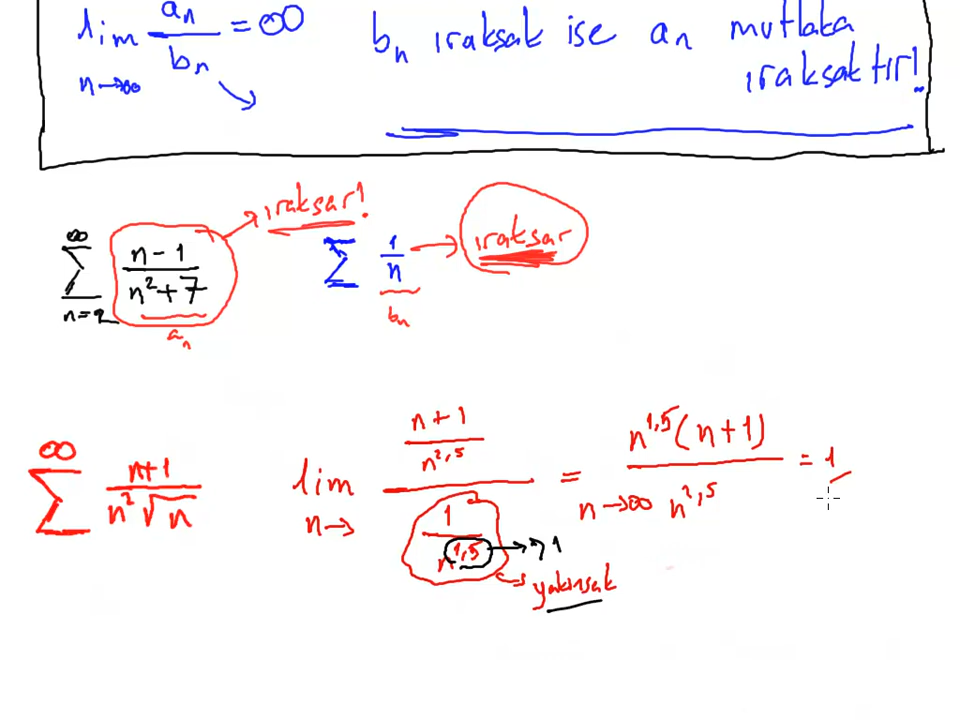 lim an/bn = ∞ bn ıraksak ise an mutlaka
n→∞ ıraksaktır!
∞ Σ n=2 n-1/n²+7 an → ıraksar! Σ 1/n bn → ıraksar
∞ Σ n+1/n²√n lim n→ (n+1/n^2,5)/(1/n^1,5) = n→∞ n^1,5(n+1)/n^2,5 = 1
→ >1
→ yakınsak